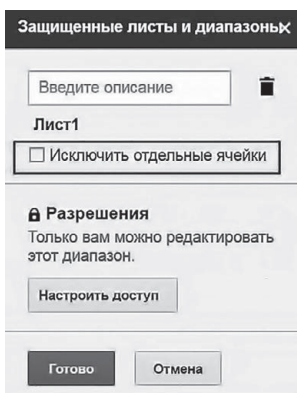 Защищенные листы и диапазоны×
Введите описание
Лист1
Исключить отдельные ячейки
Разрешения
Только вам можно редактировать
этот диапазон.
Настроить доступ
Готово Отмена